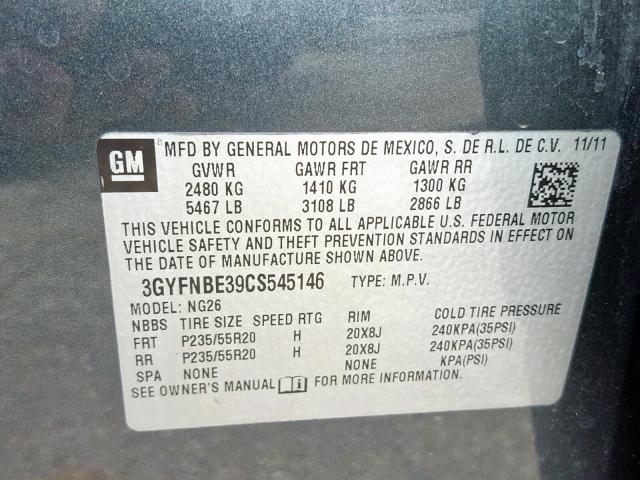 GM MFD BY GENERAL MOTORS DE MEXICO, S. DE R.L. DE C.V. 11/11
GVWR GAWR FRT GAWR RR
2480 KG 1410 KG 1300 KG
5467 LB 3108 LB 2866 LB
THIS VEHICLE CONFORMS TO ALL APPLICABLE U.S. FEDERAL MOTOR
VEHICLE SAFETY AND THEFT PREVENTION STANDARDS IN EFFECT ON
THE DATE OF MANUFACTURE SHOWN ABOVE.
3GYFNBE39CS545146 TYPE: M.P.V.
MODEL: NG26
NBBS TIRE SIZE SPEED RTG RIM COLD TIRE PRESSURE
FRT P235/55R20 H 20X8J 240KPA(35PSI)
RR P235/55R20 H 20X8J 240KPA(35PSI)
SPA NONE NONE KPA(PSI)
SEE OWNER'S MANUAL FOR MORE INFORMATION.